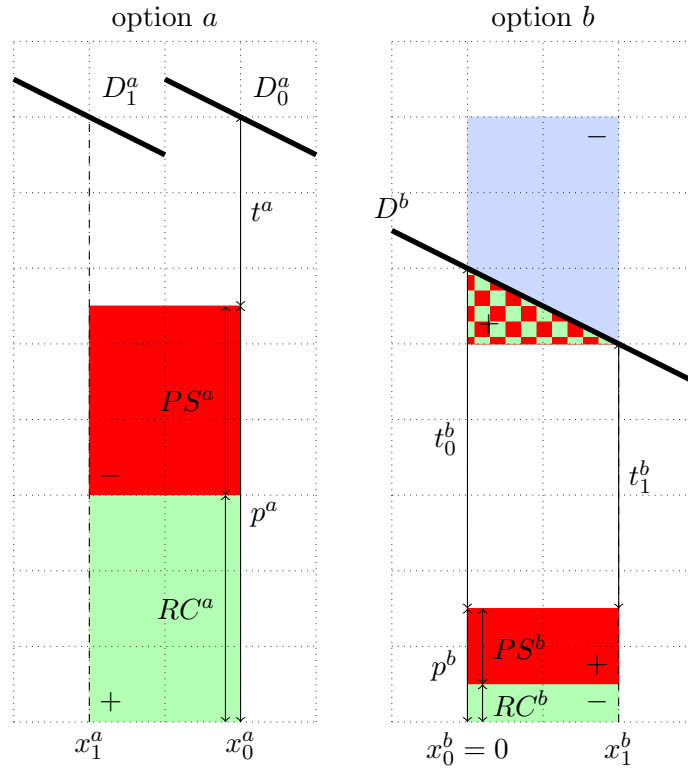 option a
option b
D₁ᵃ
D₀ᵃ
−
tᵃ
Dᵇ
+
PSᵃ
t₀ᵇ
t₁ᵇ
−
pᵃ
RCᵃ
pᵇ
PSᵇ
+
+
RCᵇ
−
x₁ᵃ
x₀ᵃ
x₀ᵇ = 0
x₁ᵇ